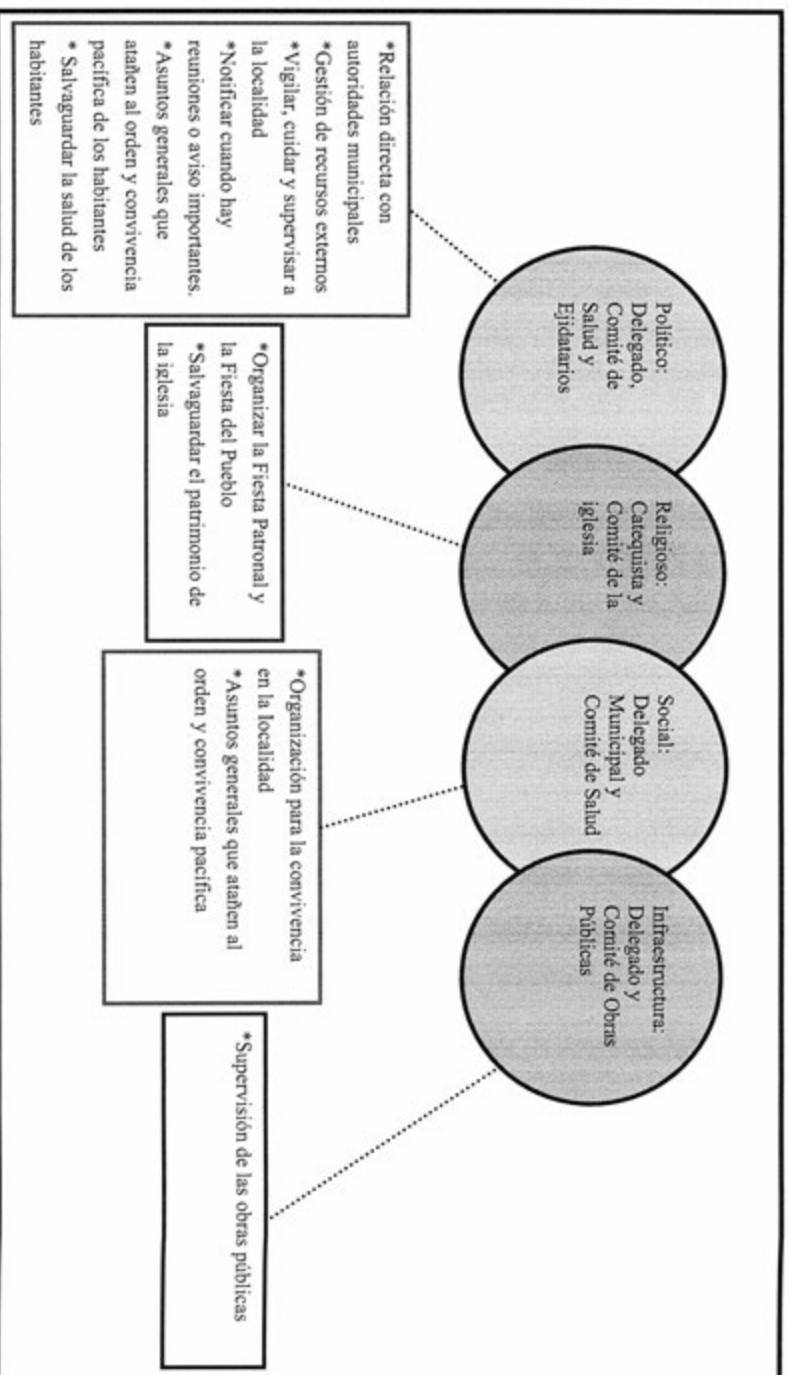 Político:
Delegado,
Comité de
Salud y
Ejidatarios
Religioso:
Catequista y
Comité de la
iglesia
Social:
Delegado
Municipal y
Comité de Salud
Infraestructura:
Delegado y
Comité de Obras
Públicas
*Relación directa con
autoridades municipales
*Gestión de recursos externos
*Vigilar, cuidar y supervisar a
la localidad
*Notificar cuando hay
reuniones o aviso importantes.
*Asuntos generales que
atañen al orden y convivencia
pacífica de los habitantes
* Salvaguardar la salud de los
habitantes
*Organizar la Fiesta Patronal y
la Fiesta del Pueblo
*Salvaguardar el patrimonio de
la iglesia
*Organización para la convivencia
en la localidad
*Asuntos generales que atañen al
orden y convivencia pacífica
*Supervisión de las obras públicas